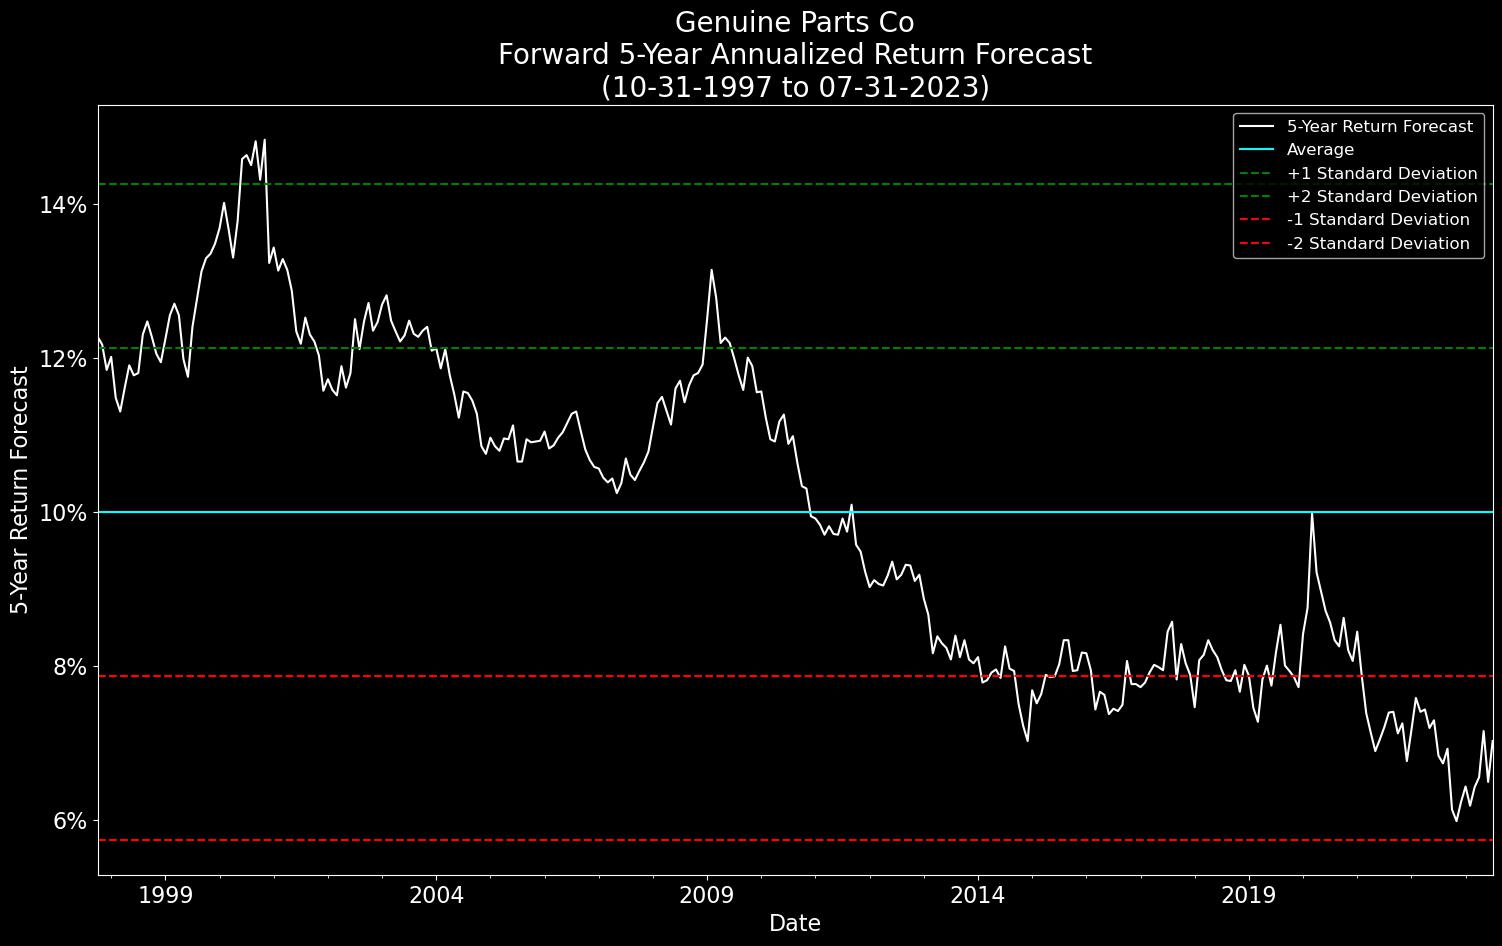 Genuine Parts Co
Forward 5-Year Annualized Return Forecast
(10-31-1997 to 07-31-2023)
5-Year Return Forecast
Average
+1 Standard Deviation
+2 Standard Deviation
-1 Standard Deviation
-2 Standard Deviation
14%
12%
10%
8%
6%
5-Year Return Forecast
1999 2004 2009 2014 2019
Date